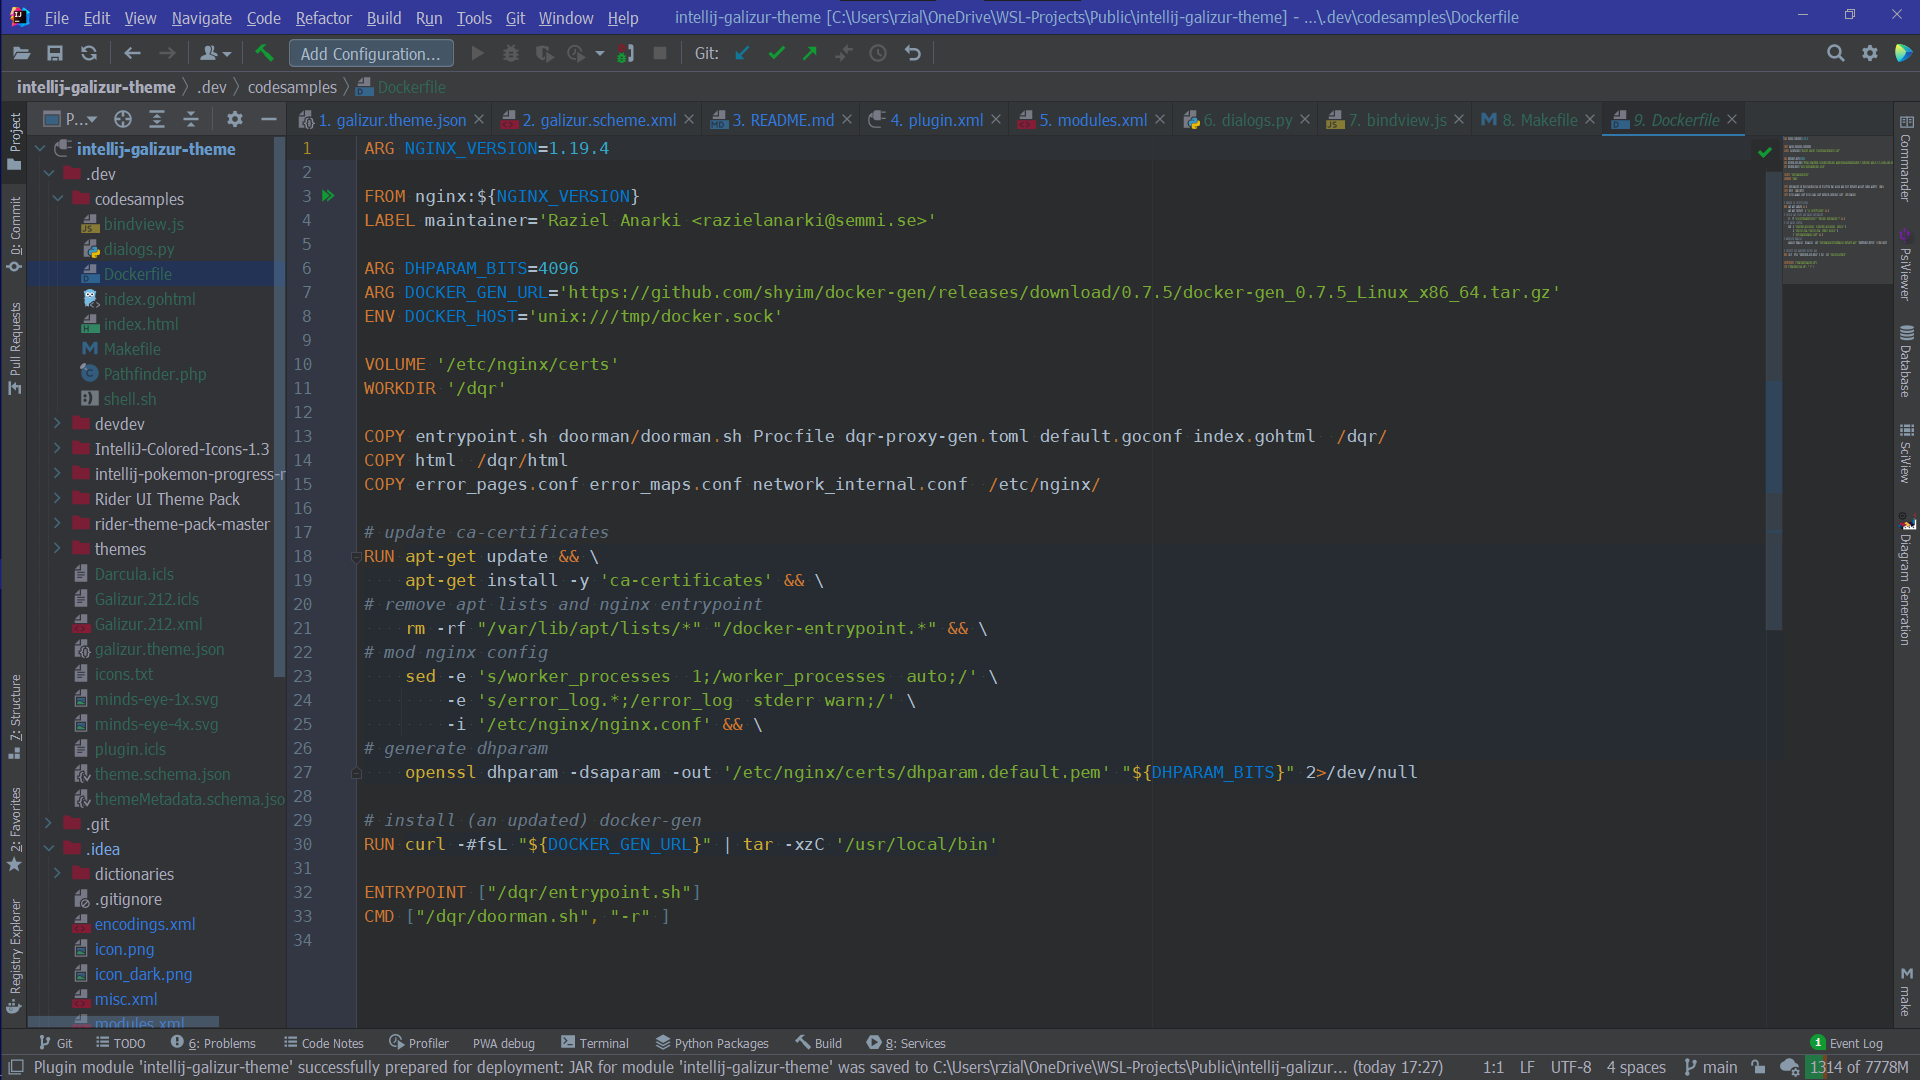 File Edit View Navigate Code Refactor Build Run Tools Git Window Help intellij-galizur-theme [C:\Users\rzial\OneDrive\WSL-Projects\Public\intellij-galizur-theme] - ...\.dev\codesamples\Dockerfile
Add Configuration... Git:
intellij-galizur-theme .dev codesamples Dockerfile
P... 1. galizur.theme.json 2. galizur.scheme.xml 3. README.md 4. plugin.xml 5. modules.xml 6. dialogs.py 7. bindview.js 8. Makefile 9. Dockerfile
Project
0: Commit
Pull Requests
7: Structure
2: Favorites
Registry Explorer
intellij-galizur-theme
.dev
codesamples
bindview.js
dialogs.py
Dockerfile
index.gohtml
index.html
Makefile
Pathfinder.php
shell.sh
devdev
IntelliJ-Colored-Icons-1.3
intellij-pokemon-progress-r
Rider UI Theme Pack
rider-theme-pack-master
themes
Darcula.icls
Galizur.212.icls
Galizur.212.xml
galizur.theme.json
icons.txt
minds-eye-1x.svg
minds-eye-4x.svg
plugin.icls
theme.schema.json
themeMetadata.schema.jso
.git
.idea
dictionaries
.gitignore
encodings.xml
icon.png
icon_dark.png
misc.xml
modules.xml
1 ARG NGINX_VERSION=1.19.4
2
3 FROM nginx:${NGINX_VERSION}
4 LABEL maintainer='Raziel Anarki <razielanarki@semmi.se>'
5
6 ARG DHPARAM_BITS=4096
7 ARG DOCKER_GEN_URL='https://github.com/shyim/docker-gen/releases/download/0.7.5/docker-gen_0.7.5_Linux_x86_64.tar.gz'
8 ENV DOCKER_HOST='unix:///tmp/docker.sock'
9
10 VOLUME '/etc/nginx/certs'
11 WORKDIR '/dqr'
12
13 COPY entrypoint.sh doorman/doorman.sh Procfile dqr-proxy-gen.toml default.goconf index.gohtml  /dqr/
14 COPY html  /dqr/html
15 COPY error_pages.conf error_maps.conf network_internal.conf  /etc/nginx/
16
17 # update ca-certificates
18 RUN apt-get update && \
19     apt-get install -y 'ca-certificates' && \
20 # remove apt lists and nginx entrypoint
21     rm -rf "/var/lib/apt/lists/*" "/docker-entrypoint.*" && \
22 # mod nginx config
23     sed -e 's/worker_processes  1;/worker_processes  auto;/' \
24         -e 's/error_log.*;/error_log  stderr warn;/' \
25         -i '/etc/nginx/nginx.conf' && \
26 # generate dhparam
27     openssl dhparam -dsaparam -out '/etc/nginx/certs/dhparam.default.pem' "${DHPARAM_BITS}" 2>/dev/null
28
29 # install (an updated) docker-gen
30 RUN curl -#fsL "${DOCKER_GEN_URL}" | tar -xzC '/usr/local/bin'
31
32 ENTRYPOINT ["/dqr/entrypoint.sh"]
33 CMD ["/dqr/doorman.sh", "-r" ]
34
Commander
PsiViewer
Database
SciView
Diagram Generation
make
Git TODO 6: Problems Code Notes Profiler PWA debug Terminal Python Packages Build 8: Services 1 Event Log
Plugin module 'intellij-galizur-theme' successfully prepared for deployment: JAR for module 'intellij-galizur-theme' was saved to C:\Users\rzial\OneDrive\WSL-Projects\Public\intellij-galizur... (today 17:27) 1:1 LF UTF-8 4 spaces main 1314 of 7778M